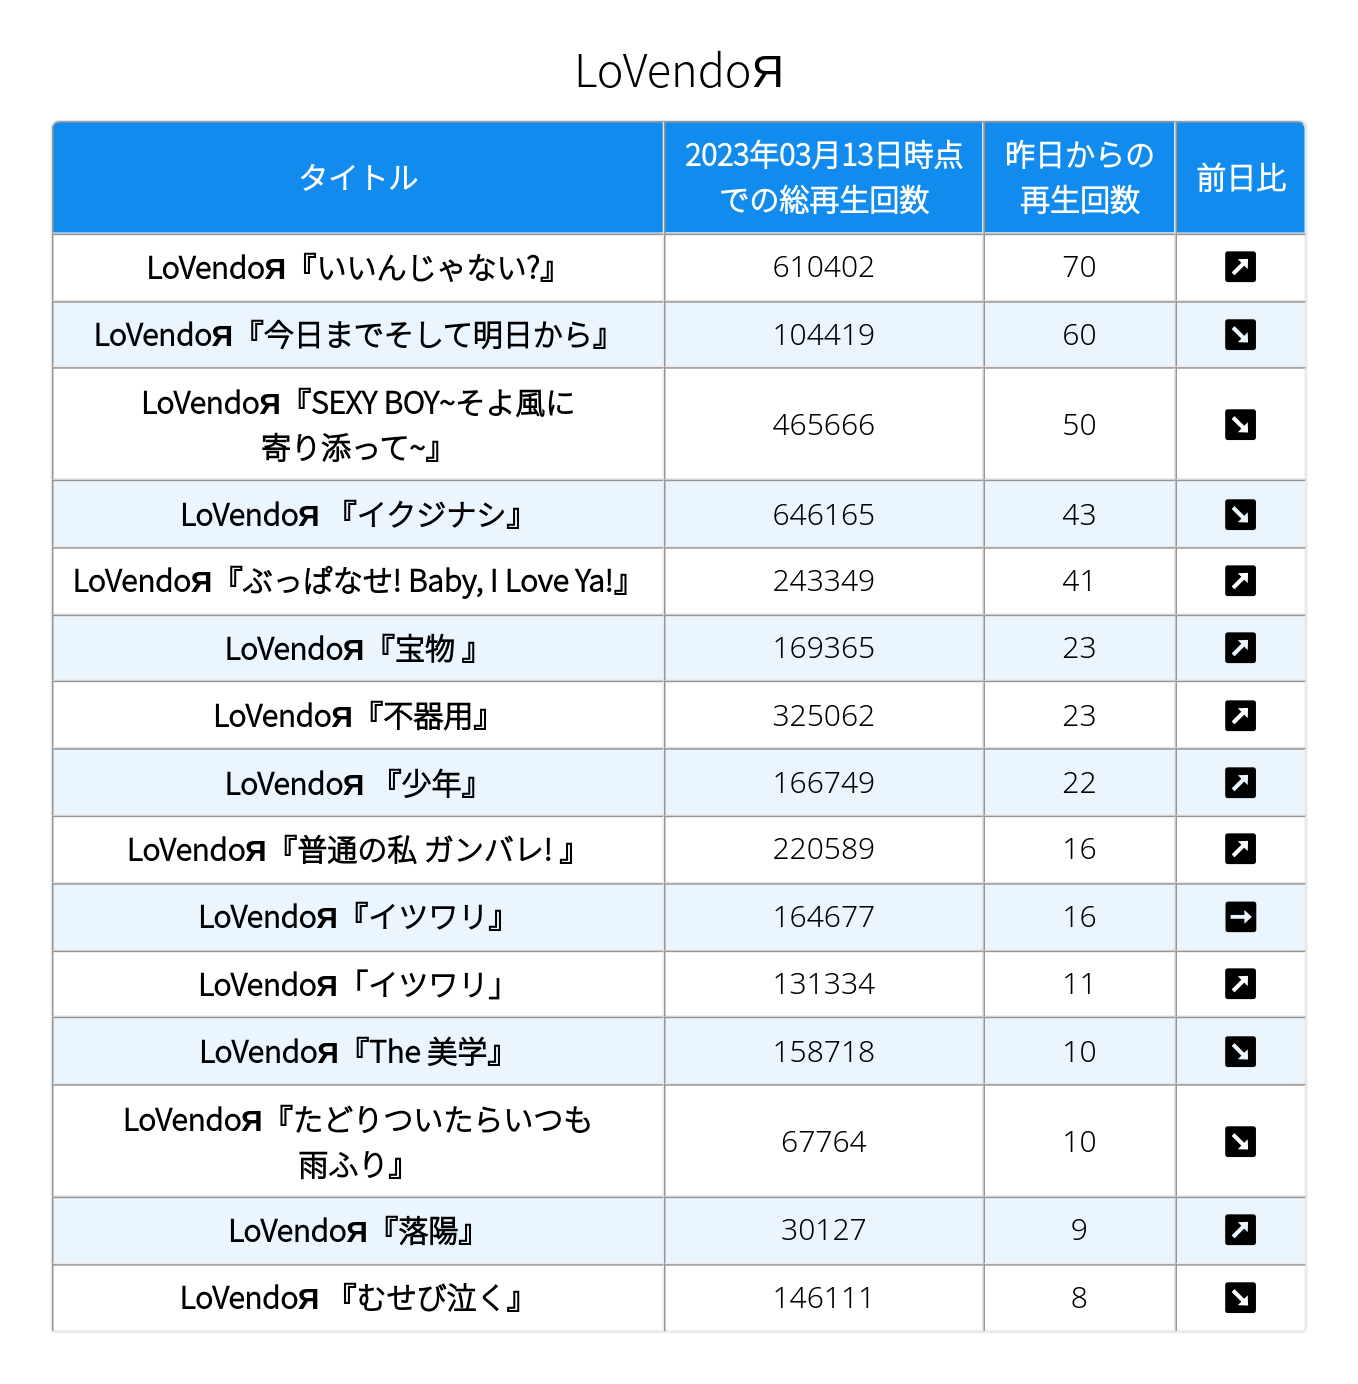 LoVendoЯ
タイトル
2023年03月13日時点
での総再生回数
昨日からの
再生回数
前日比
LoVendoЯ『いいんじゃない?』 610402 70 ↗
LoVendoЯ『今日までそして明日から』 104419 60 ↘
LoVendoЯ『SEXY BOY~そよ風に
寄り添って~』 465666 50 ↘
LoVendoЯ 『イクジナシ』 646165 43 ↘
LoVendoЯ『ぶっぱなせ! Baby, I Love Ya!』 243349 41 ↗
LoVendoЯ『宝物 』 169365 23 ↗
LoVendoЯ『不器用』 325062 23 ↗
LoVendoЯ 『少年』 166749 22 ↗
LoVendoЯ『普通の私 ガンバレ! 』 220589 16 ↗
LoVendoЯ『イツワリ』 164677 16 →
LoVendoЯ「イツワリ」 131334 11 ↗
LoVendoЯ『The 美学』 158718 10 ↘
LoVendoЯ『たどりついたらいつも
雨ふり』 67764 10 ↘
LoVendoЯ『落陽』 30127 9 ↗
LoVendoЯ 『むせび泣く』 146111 8 ↘